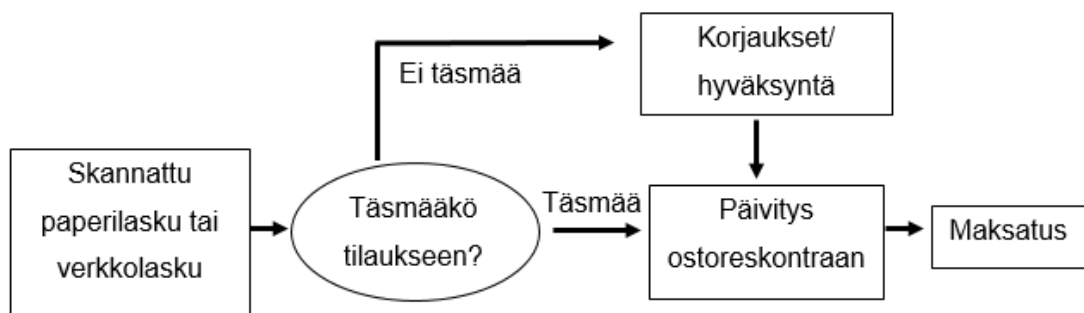 Skannattu
paperilasku tai
verkkolasku
Täsmääkö
tilaukseen?
Ei täsmää
Korjaukset/
hyväksyntä
Täsmää
Päivitys
ostoreskontraan
Maksatus